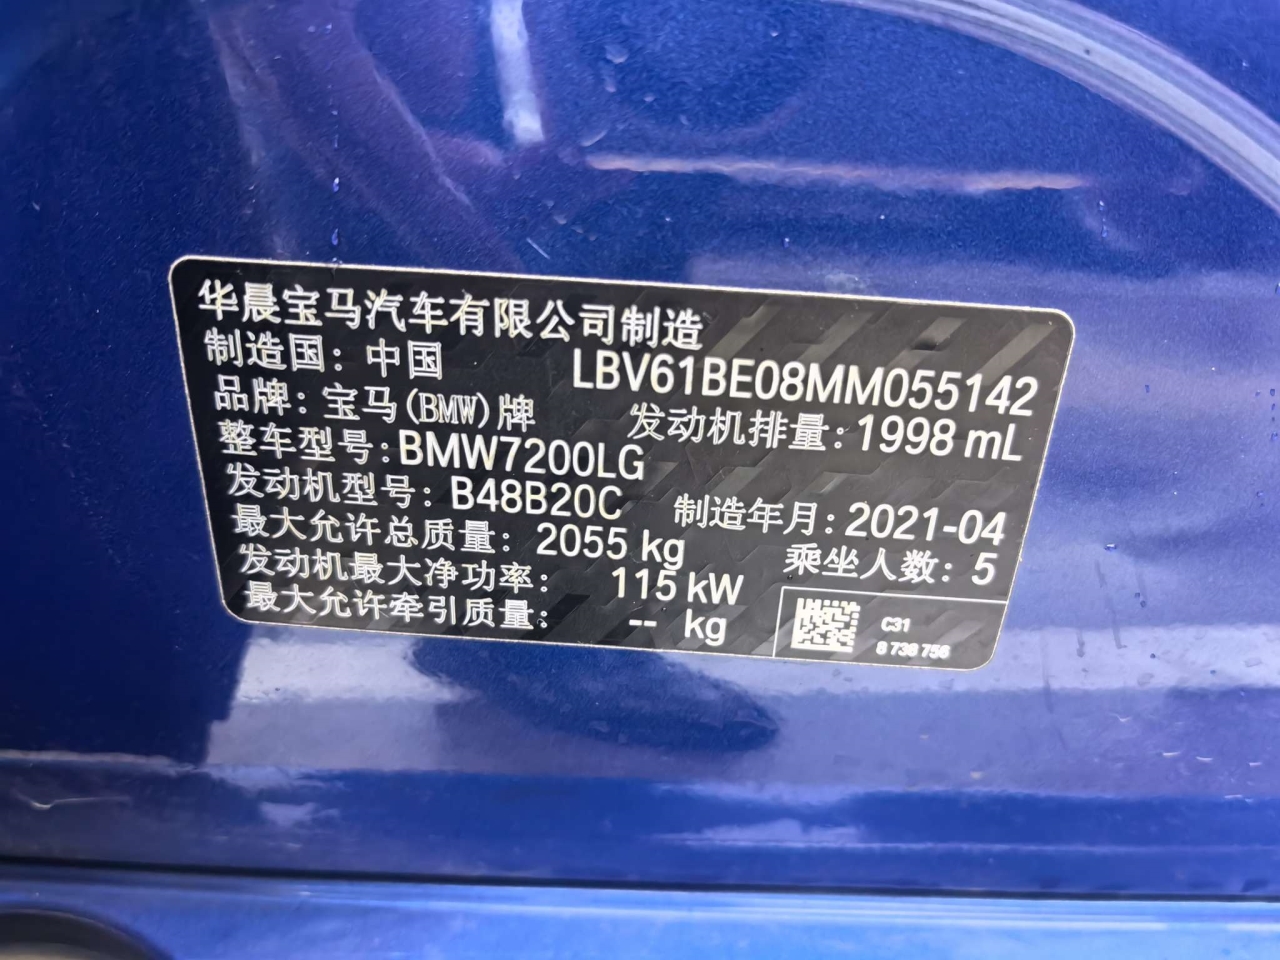 华晨宝马汽车有限公司制造
制造国：中国 LBV61BE08MM055142
品牌：宝马(BMW)牌 发动机排量：1998 mL
整车型号：BMW7200LG
发动机型号：B48B20C 制造年月：2021-04
最大允许总质量：2055 kg 乘坐人数：5
发动机最大净功率：115 kW
最大允许牵引质量：-- kg
C31
8 738 756